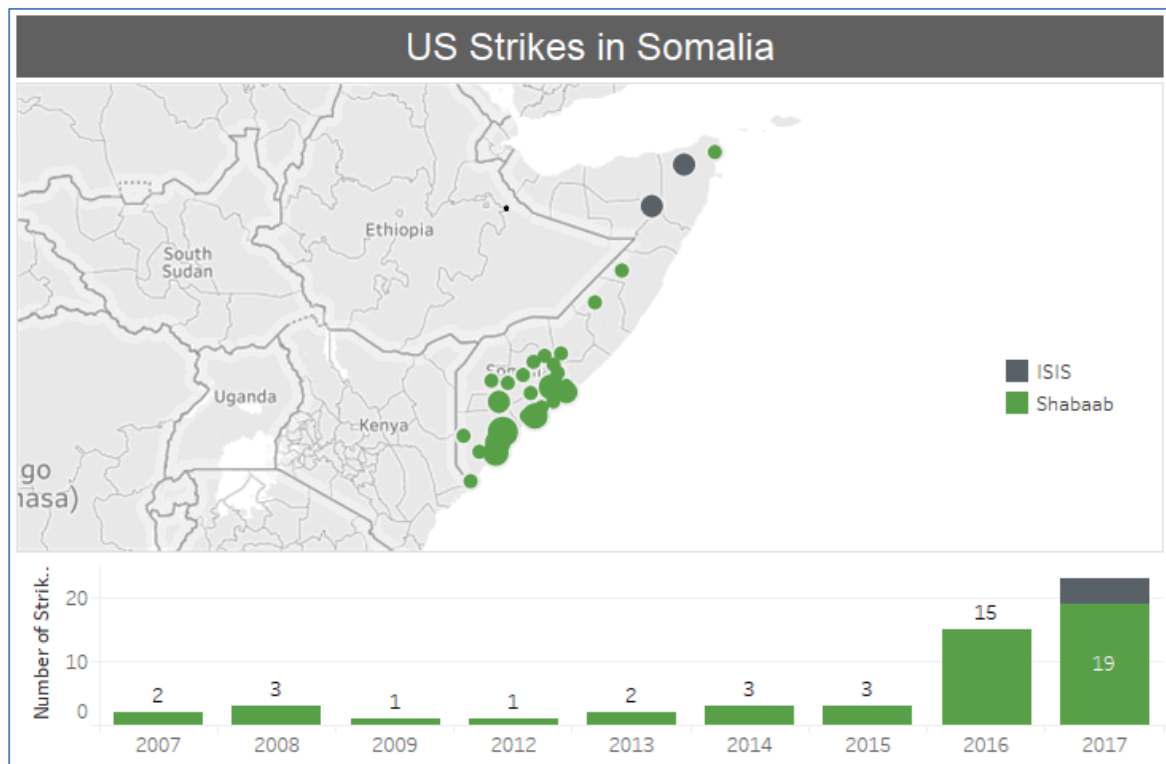 US Strikes in Somalia
Ethiopia
South
Sudan
Somalia
Uganda
Kenya
go
nasa)
ISIS
Shabaab
Number of Strik..
20
10
0
2
3
1
1
2
3
3
15
19
2007
2008
2009
2012
2013
2014
2015
2016
2017